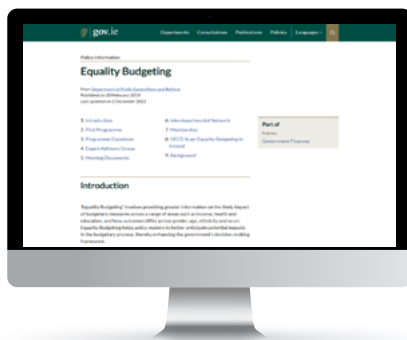 gov.ie
Departments Consultations Publications Policies Languages
Policy Information
Equality Budgeting
From Department of Public Expenditure and Reform
Published on 20 February 2019
Last updated on 2 December 2021
1. Introduction
2. Pilot Programme
3. Programme Expansion
4. Expert Advisory Group
5. Meeting Documents
6. Interdepartmental Network
7. Membership
8. OECD Scan: Equality Budgeting in
Ireland
9. Background
Part of
Policies
Government Finances
Introduction
'Equality Budgeting' involves providing greater information on the likely impact
of budgetary measures across a range of areas such as income, health and
education, and how outcomes differ across gender, age, ethnicity and so on.
Equality Budgeting helps policy-makers to better anticipate potential impacts
in the budgetary process, thereby enhancing the government's decision-making
framework.